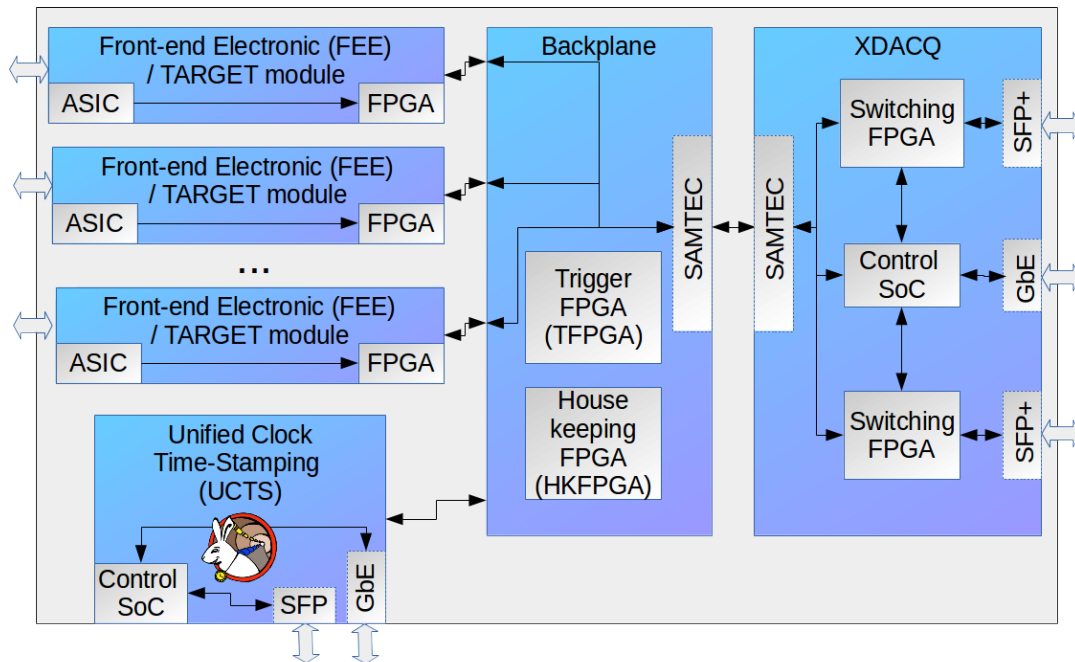 Front-end Electronic (FEE)
/ TARGET module
ASIC
FPGA
Front-end Electronic (FEE)
/ TARGET module
ASIC
FPGA
...
Front-end Electronic (FEE)
/ TARGET module
ASIC
FPGA
Unified Clock
Time-Stamping
(UCTS)
Control
SoC
SFP
GbE
Backplane
SAMTEC
Trigger
FPGA
(TFPGA)
House
keeping
FPGA
(HKFPGA)
XDACQ
SAMTEC
Switching
FPGA
SFP+
Control
SoC
GbE
Switching
FPGA
SFP+